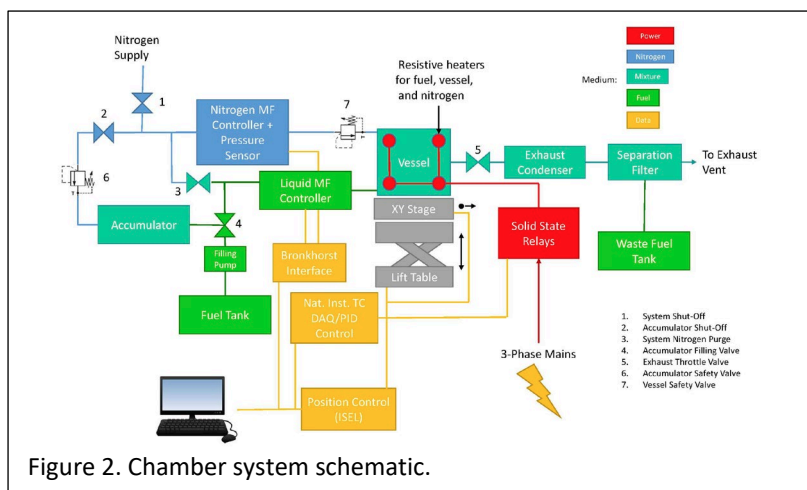 Nitrogen
Supply
1
2
3
4
5
6
7
Nitrogen MF
Controller +
Pressure
Sensor
Resistive heaters
for fuel, vessel,
and nitrogen
Medium:
Power
Nitrogen
Mixture
Fuel
Data
Vessel
Exhaust
Condenser
Separation
Filter
To Exhaust
Vent
Liquid MF
Controller
Accumulator
Filling
Pump
Fuel Tank
Bronkhorst
Interface
XY Stage
Lift Table
Solid State
Relays
Waste Fuel
Tank
Nat. Inst. TC
DAQ/PID
Control
3-Phase Mains
Position Control
(ISEL)
1. System Shut-Off
2. Accumulator Shut-Off
3. System Nitrogen Purge
4. Accumulator Filling Valve
5. Exhaust Throttle Valve
6. Accumulator Safety Valve
7. Vessel Safety Valve
Figure 2. Chamber system schematic.